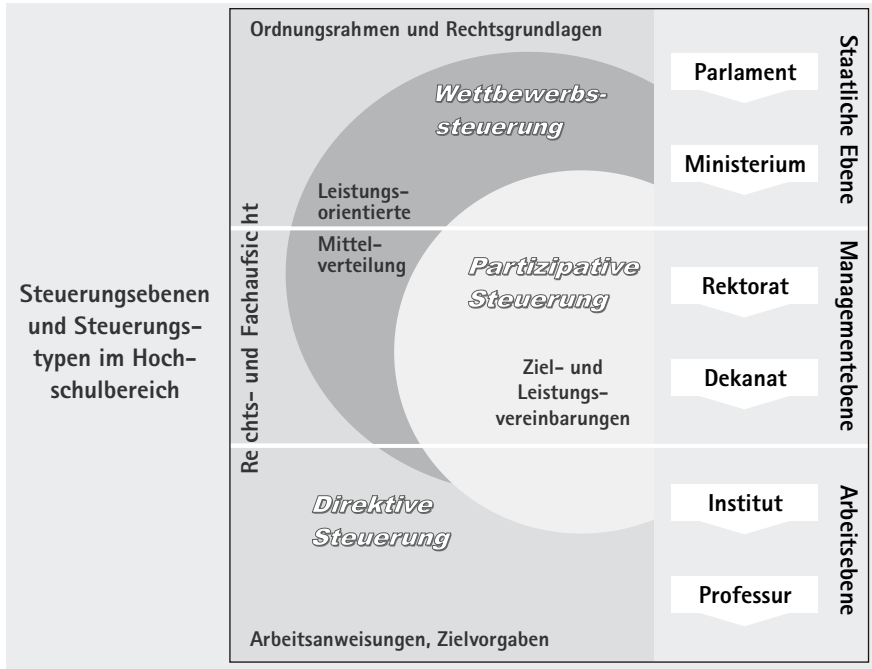 Steuerungsebenen
und Steuerungs-
typen im Hoch-
schulbereich
Ordnungsrahmen und Rechtsgrundlagen
Wettbewerbs-
steuerung
Leistungs-
orientierte
Mittel-
verteilung
Rechts- und Fachaufsicht
Partizipative
Steuerung
Ziel- und
Leistungs-
vereinbarungen
Direktive
Steuerung
Arbeitsanweisungen, Zielvorgaben
Parlament
Ministerium
Staatliche Ebene
Rektorat
Dekanat
Managementebene
Institut
Professur
Arbeitsebene